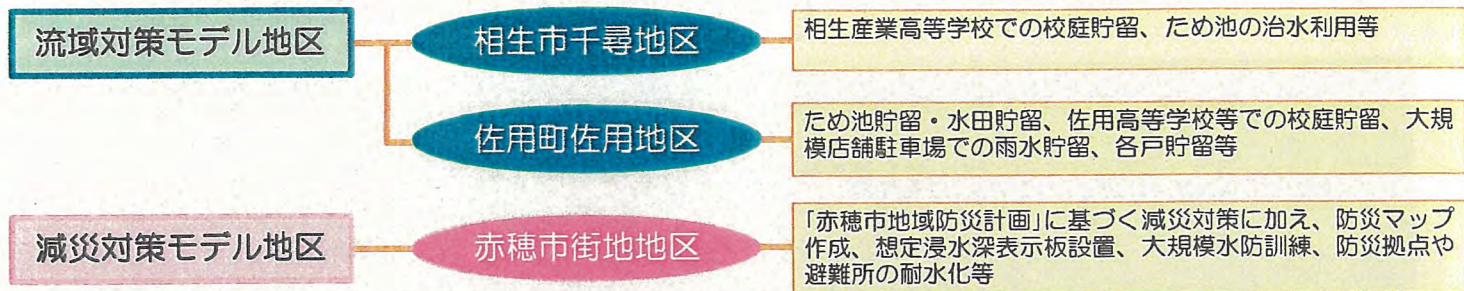 流域対策モデル地区
相生市千尋地区
相生産業高等学校での校庭貯留、ため池の治水利用等
佐用町佐用地区
ため池貯留・水田貯留、佐用高等学校等での校庭貯留、大規
模店舗駐車場での雨水貯留、各戸貯留等
減災対策モデル地区
赤穂市街地地区
「赤穂市地域防災計画」に基づく減災対策に加え、防災マップ
作成、想定浸水深表示板設置、大規模水防訓練、防災拠点や
避難所の耐水化等